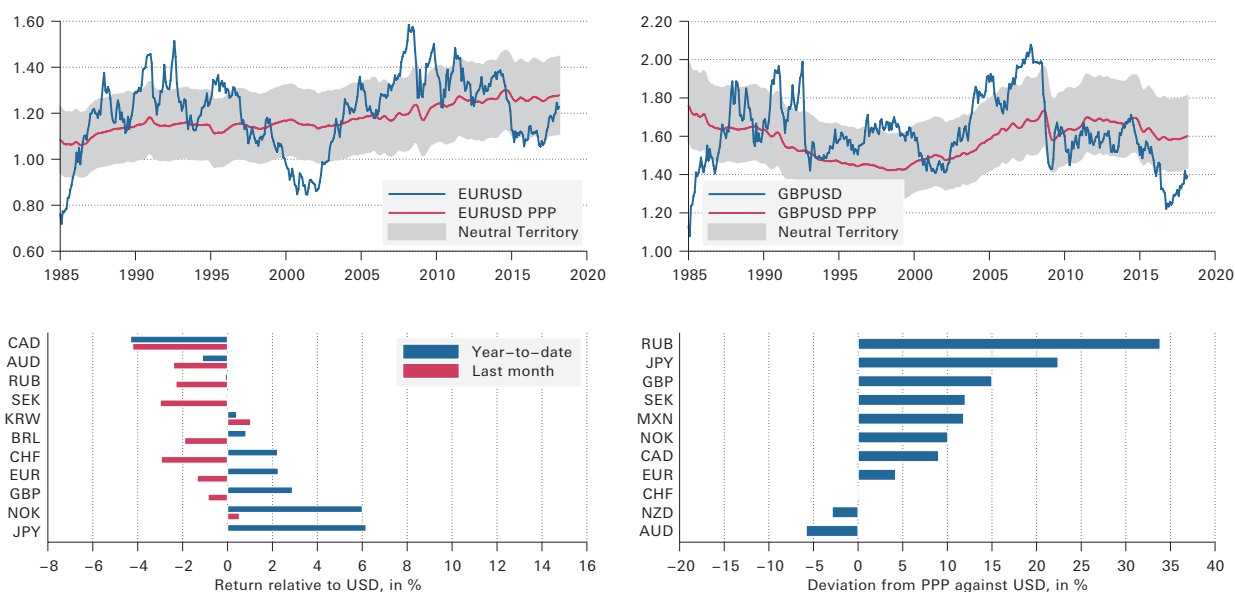 1.60
1.40
1.20
1.00
0.80
0.60
1985 1990 1995 2000 2005 2010 2015 2020
EURUSD
EURUSD PPP
Neutral Territory
2.20
2.00
1.80
1.60
1.40
1.20
1.00
1985 1990 1995 2000 2005 2010 2015 2020
GBPUSD
GBPUSD PPP
Neutral Territory
CAD
AUD
RUB
SEK
KRW
BRL
CHF
EUR
GBP
NOK
JPY
Year–to–date
Last month
−8 −6 −4 −2 0 2 4 6 8 10 12 14 16
Return relative to USD, in %
RUB
JPY
GBP
SEK
MXN
NOK
CAD
EUR
CHF
NZD
AUD
−20 −15 −10 −5 0 5 10 15 20 25 30 35 40
Deviation from PPP against USD, in %